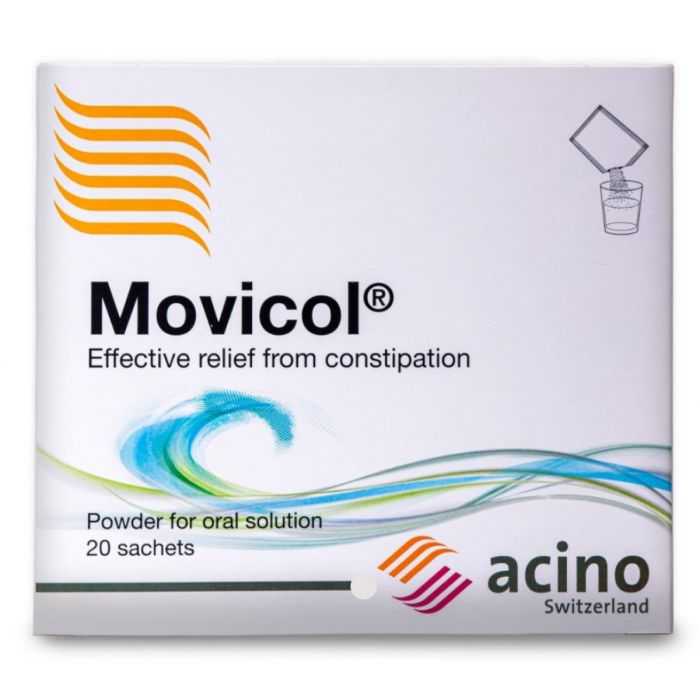 Movicol®
Effective relief from constipation
Powder for oral solution
20 sachets
acino
Switzerland